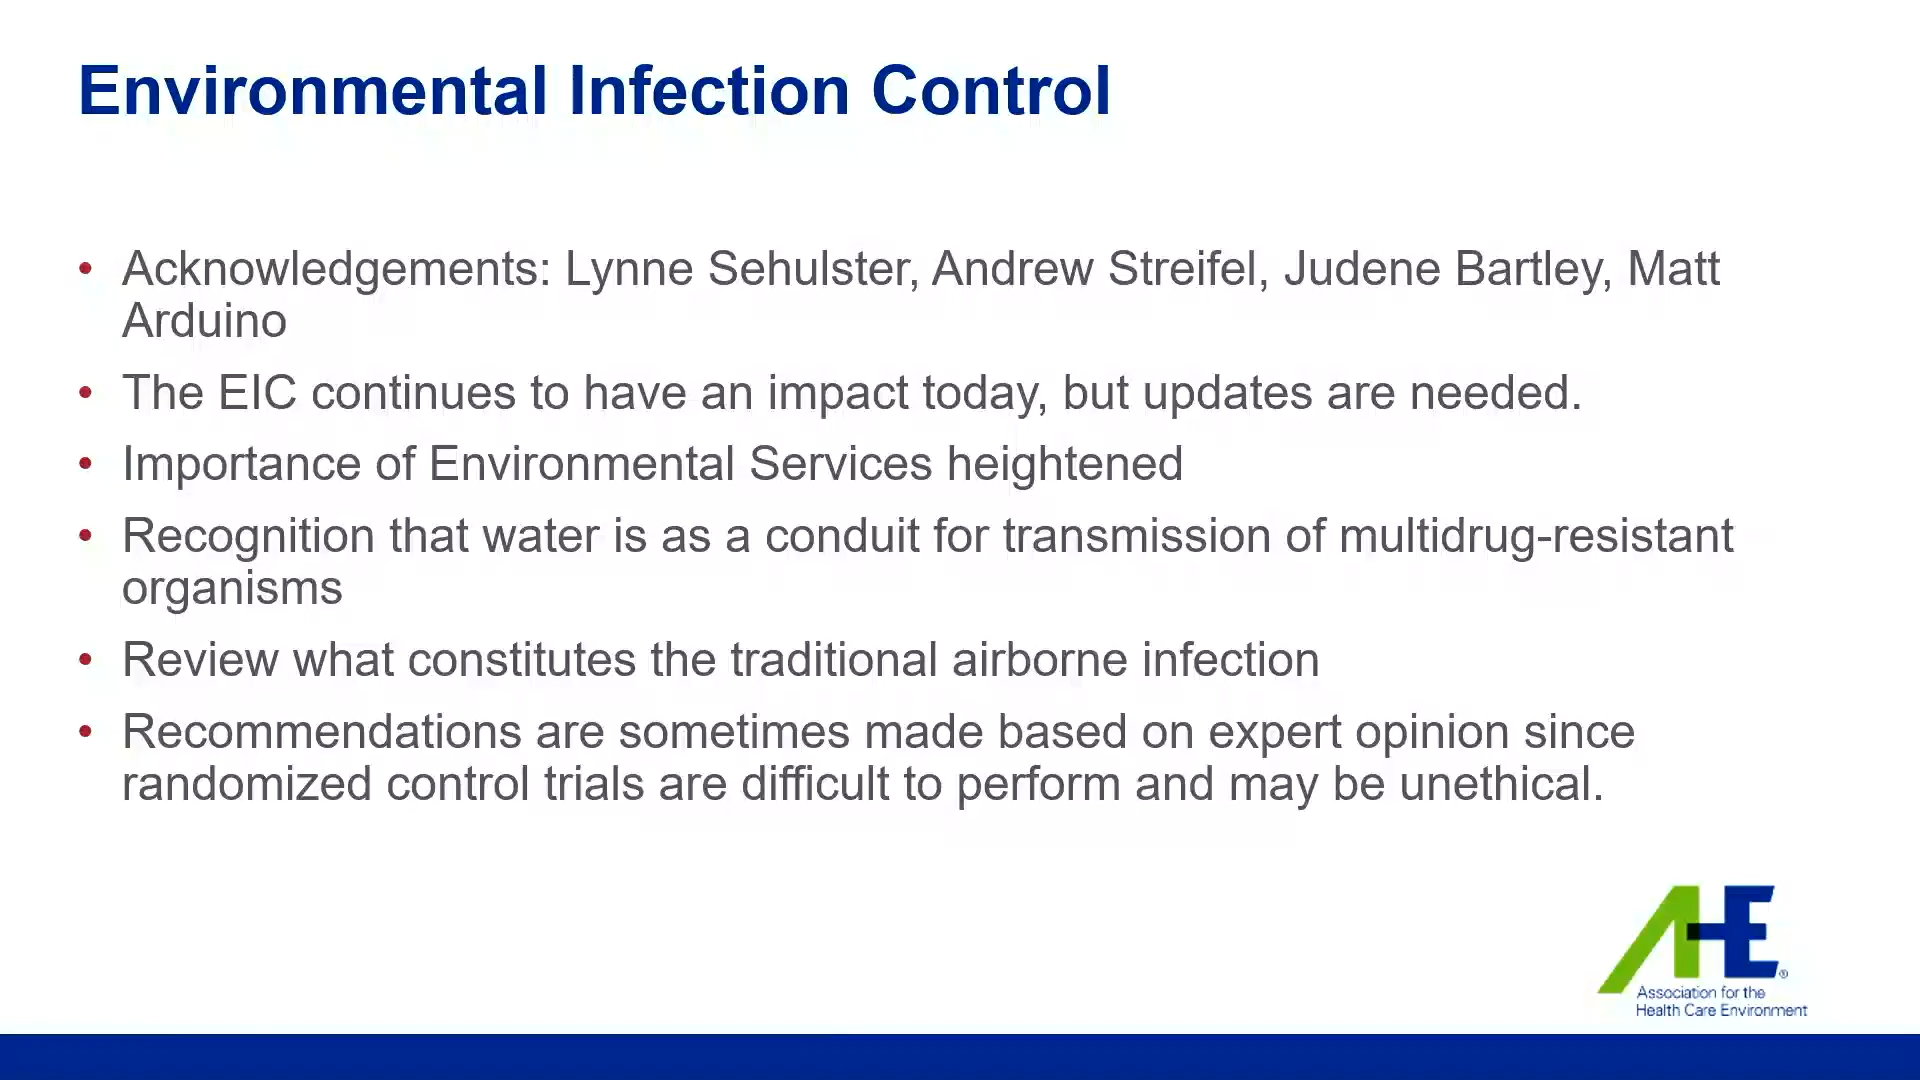 Environmental Infection Control
• Acknowledgements: Lynne Sehulster, Andrew Streifel, Judene Bartley, Matt
Arduino
• The EIC continues to have an impact today, but updates are needed.
• Importance of Environmental Services heightened
• Recognition that water is as a conduit for transmission of multidrug-resistant
organisms
• Review what constitutes the traditional airborne infection
• Recommendations are sometimes made based on expert opinion since
randomized control trials are difficult to perform and may be unethical.
AHE®
Association for the
Health Care Environment